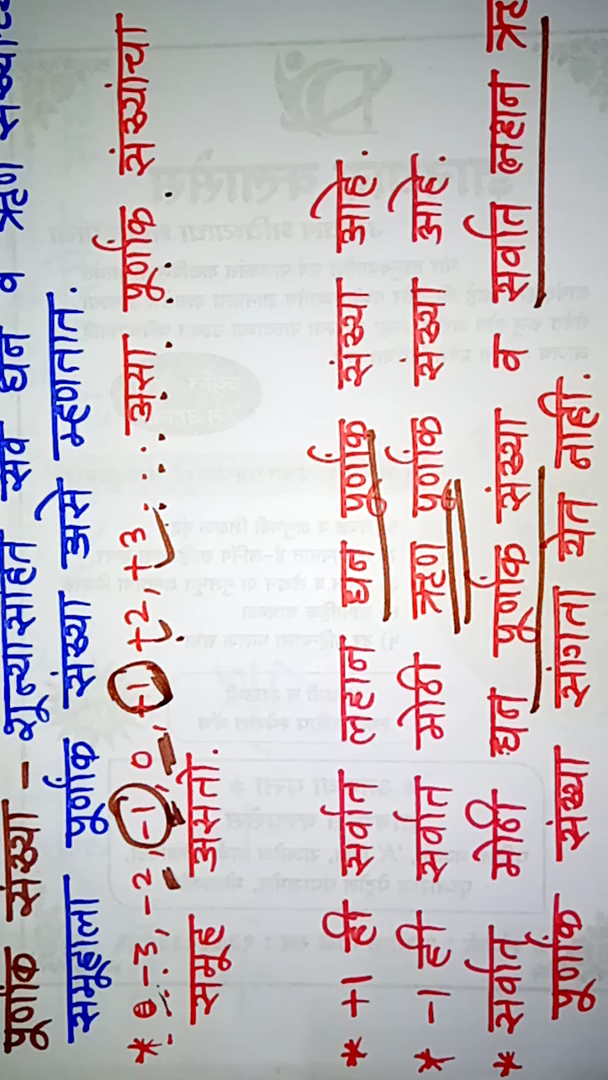 पूर्णांक संख्या - शून्यासहित सर्व धन व ऋण
समूहाला पूर्णांक संख्या असे म्हणतात.
* -3, -2, -1, 0 +1 +2, +3 ..... असा पूर्णांक संख्यांचा
समूह असतो.
* +1 ही सर्वात लहान धन पूर्णांक संख्या आहे.
* -1 ही सर्वात मोठी ऋण पूर्णांक संख्या आहे.
* सर्वात मोठी धन पूर्णांक संख्या व सर्वात लहान
पूर्णांक संख्या सांगता येत नाही.